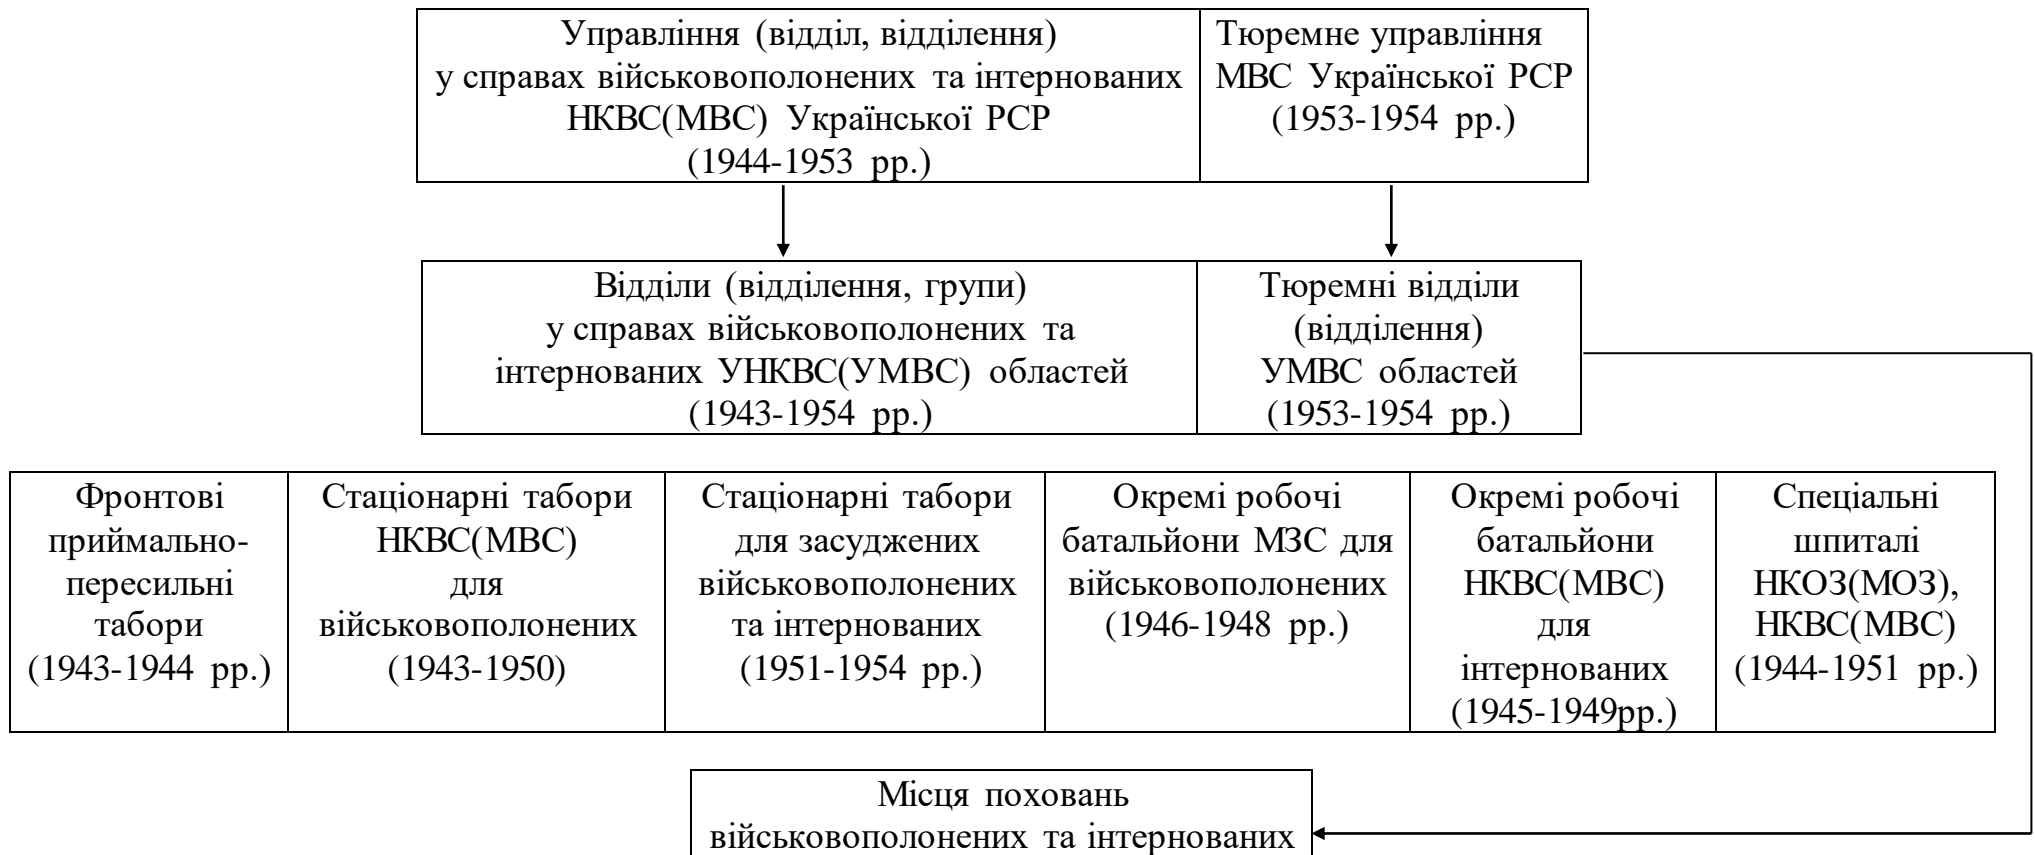 Управління (відділ, відділення)
у справах військовополонених та інтернованих
НКВС(МВС) Української РСР
(1944-1953 рр.)
Тюремне управління
МВС Української РСР
(1953-1954 рр.)
Відділи (відділення, групи)
у справах військовополонених та
інтернованих УНКВС(УМВС) областей
(1943-1954 рр.)
Тюремні відділи
(відділення)
УМВС областей
(1953-1954 рр.)
Фронтові
приймально-
пересильні
табори
(1943-1944 рр.)
Стаціонарні табори
НКВС(МВС)
для
військовополонених
(1943-1950)
Стаціонарні табори
для засуджених
військовополонених
та інтернованих
(1951-1954 рр.)
Окремі робочі
батальйони МЗС для
військовополонених
(1946-1948 рр.)
Окремі робочі
батальйони
НКВС(МВС)
для
інтернованих
(1945-1949рр.)
Спеціальні
шпиталі
НКОЗ(МОЗ),
НКВС(МВС)
(1944-1951 рр.)
Місця поховань
військовополонених та інтернованих